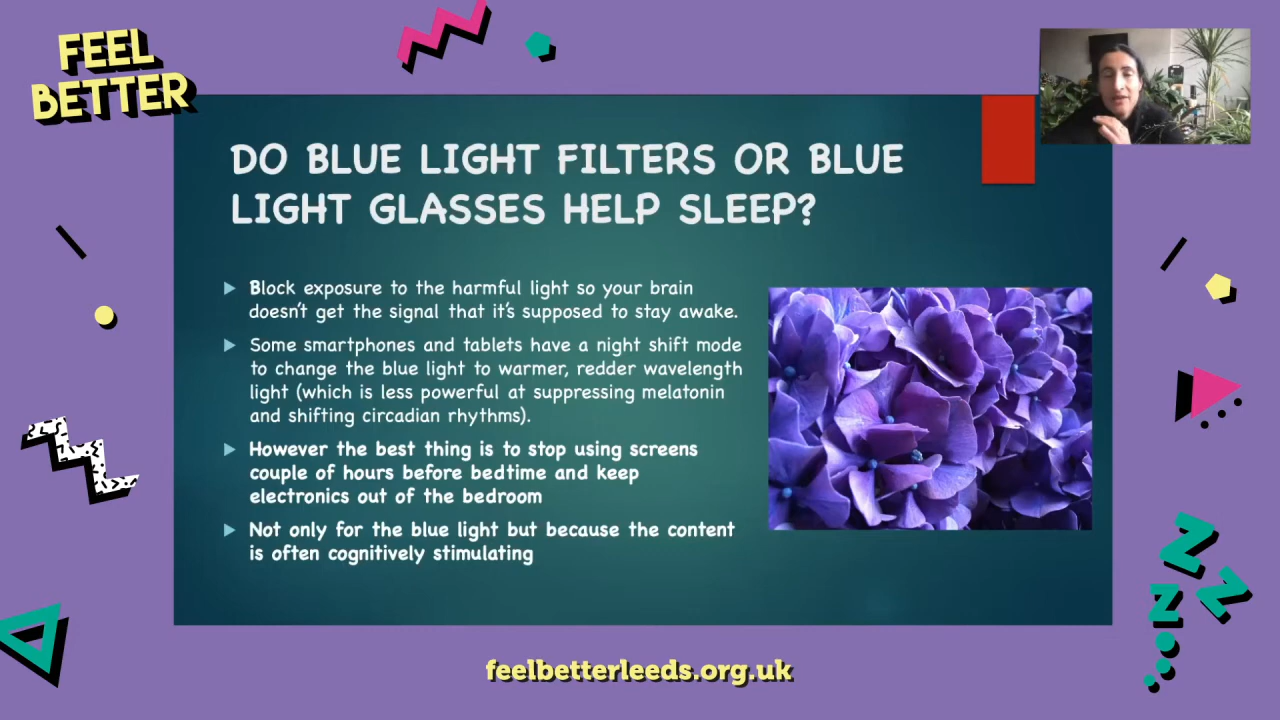 FEEL
BETTER
DO BLUE LIGHT FILTERS OR BLUE
LIGHT GLASSES HELP SLEEP?
Block exposure to the harmful light so your brain
doesn't get the signal that it's supposed to stay awake.
Some smartphones and tablets have a night shift mode
to change the blue light to warmer, redder wavelength
light (which is less powerful at suppressing melatonin
and shifting circadian rhythms).
However the best thing is to stop using screens
couple of hours before bedtime and keep
electronics out of the bedroom
Not only for the blue light but because the content
is often cognitively stimulating
Z
Z
Z
feelbetterleeds.org.uk